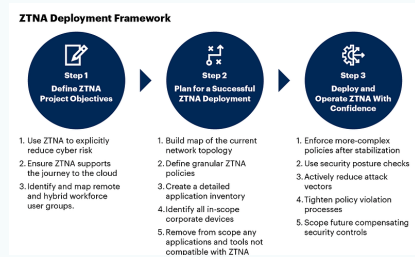 ZTNA Deployment Framework
Step 1
Define ZTNA
Project Objectives
1. Use ZTNA to explicitly
reduce cyber risk
2. Ensure ZTNA supports
the journey to the cloud
3. Identify and map remote
and hybrid workforce
user groups.
Step 2
Plan for a Successful
ZTNA Deployment
1. Build map of the current
network topology
2. Define granular ZTNA
policies
3. Create a detailed
application inventory
4. Identify all in-scope
corporate devices
5. Remove from scope any
applications and tools not
compatible with ZTNA
Step 3
Deploy and
Operate ZTNA With
Confidence
1. Enforce more-complex
policies after stabilization
2. Use security posture checks
3. Actively reduce attack
vectors
4. Tighten policy violation
processes
5. Scope future compensating
security controls